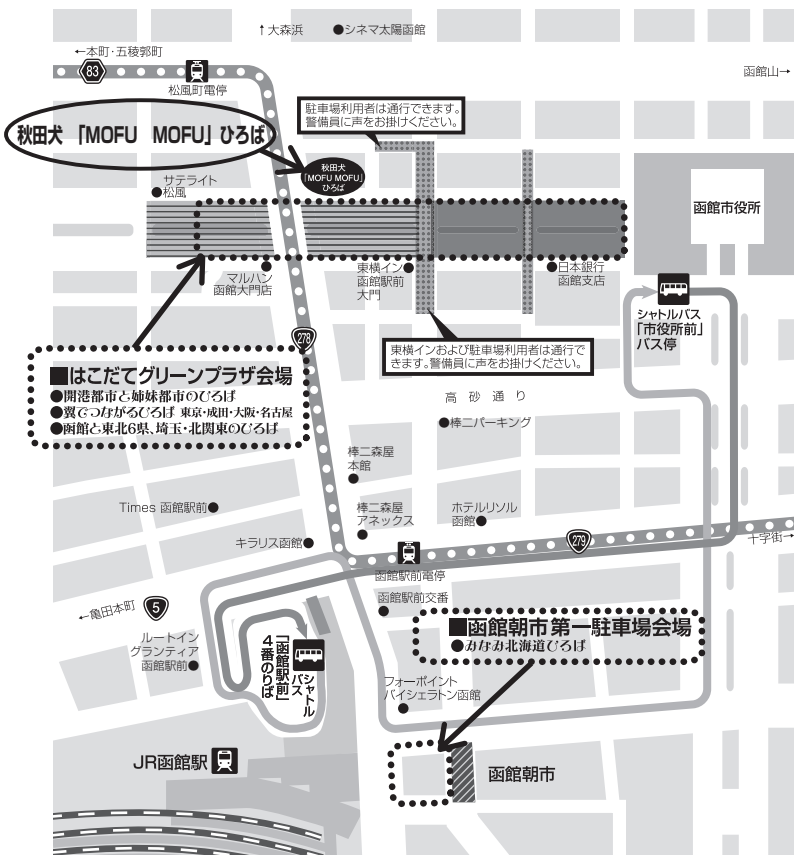 ↑大森浜
●シネマ太陽函館
←本町・五稜郭町
83
松風町電停
函館山→
駐車場利用者は通行できます。
警備員に声をお掛けください。
秋田犬 「MOFU MOFU」ひろば
秋田犬
「MOFU MOFU」
ひろば
サテライト
●松風
函館市役所
マルハン
函館大門店
東横イン●
函館駅前
大門
●日本銀行
函館支店
シャトルバス
「市役所前」
バス停
278
東横インおよび駐車場利用者は通行で
きます。警備員に声をお掛けください。
■はこだてグリーンプラザ会場
●開港都市と姉妹都市のひろば
●翼でつながるひろば 東京・成田・大阪・名古屋
●函館と東北6県、埼玉・北関東のひろば
高砂通り
●棒二パーキング
棒二森屋
本館
Times 函館駅前●
棒二森屋
アネックス
ホテルリソル
函館●
キラリス函館●
279
十字街→
函館駅前電停
函館駅前交番
←亀田本町
5
■函館朝市 第一駐車場会場
●みなみ北海道ひろば
ルートイン
グランティア
函館駅前●
シャトル
バス
「函館駅前」
4番のりば
フォーポイント
バイシェラトン函館
JR函館駅
函館朝市